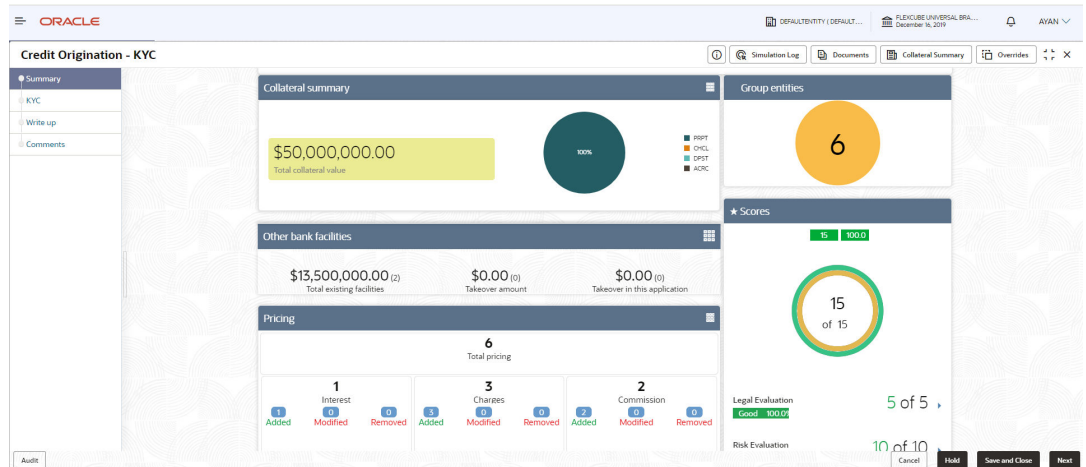 ORACLE
DEFAULTENTITY ( DEFAULT...
FLEXCUBE UNIVERSAL BRA...
December 16, 2019
AYAN
Credit Origination - KYC
Simulation Log
Documents
Collateral Summary
Overrides
Summary
KYC
Write up
Comments
Collateral summary
$50,000,000.00
Total collateral value
100%
PRPT
CHCL
DPST
ACRC
Group entities
6
Other bank facilities
$13,500,000.00 (2)
Total existing facilities
$0.00 (0)
Takeover amount
$0.00 (0)
Takeover in this application
Pricing
6
Total pricing
1
Interest
1 0 0
Added Modified Removed
3
Charges
3 0 0
Added Modified Removed
2
Commission
2 0 0
Added Modified Removed
Scores
15 100.0
15
of 15
Legal Evaluation
Good 100.0%
5 of 5
Risk Evaluation
10 of 10
Audit
Cancel
Hold
Save and Close
Next